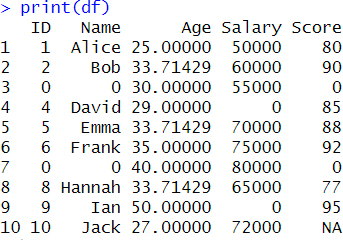 > print(df)
ID Name Age Salary Score
1 1 Alice 25.00000 50000 80
2 2 Bob 33.71429 60000 90
3 0 0 30.00000 55000 0
4 4 David 29.00000 0 85
5 5 Emma 33.71429 70000 88
6 6 Frank 35.00000 75000 92
7 0 0 40.00000 80000 0
8 8 Hannah 33.71429 65000 77
9 9 Ian 50.00000 0 95
10 10 Jack 27.00000 72000 NA